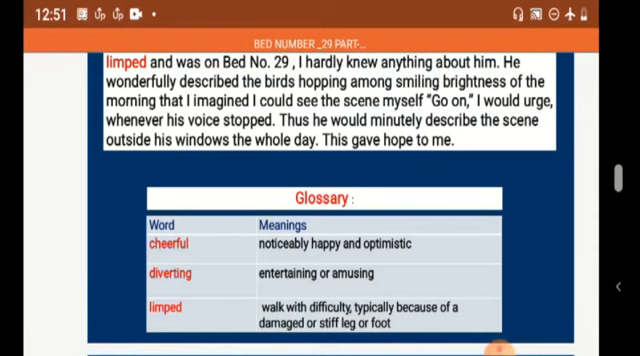 12:51
BED NUMBER _29 PART-...
limped and was on Bed No. 29 , I hardly knew anything about him. He
wonderfully described the birds hopping among smiling brightness of the
morning that I imagined I could see the scene myself “Go on,” I would urge,
whenever his voice stopped. Thus he would minutely describe the scene
outside his windows the whole day. This gave hope to me.
Glossary :
Word Meanings
cheerful noticeably happy and optimistic
diverting entertaining or amusing
limped walk with difficulty, typically because of a
damaged or stiff leg or foot